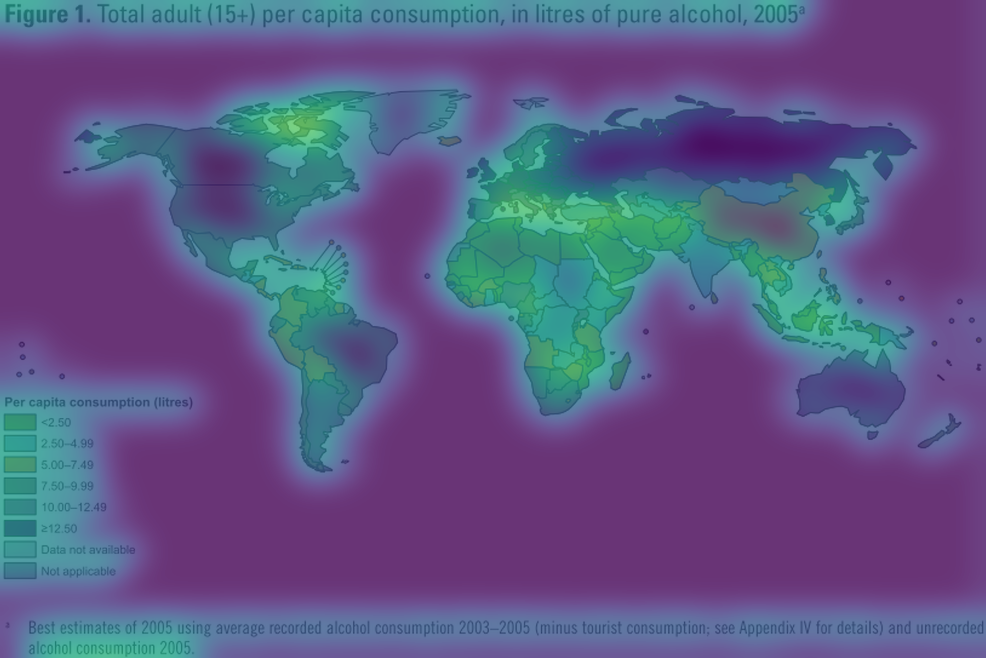 Figure 1. Total adult (15+) per capita consumption, in litres of pure alcohol, 2005ª
Per capita consumption (litres)
<2.50
2.50–4.99
5.00–7.49
7.50–9.99
10.00–12.49
≥12.50
Data not available
Not applicable
ª Best estimates of 2005 using average recorded alcohol consumption 2003–2005 (minus tourist consumption; see Appendix IV for details) and unrecorded
alcohol consumption 2005.